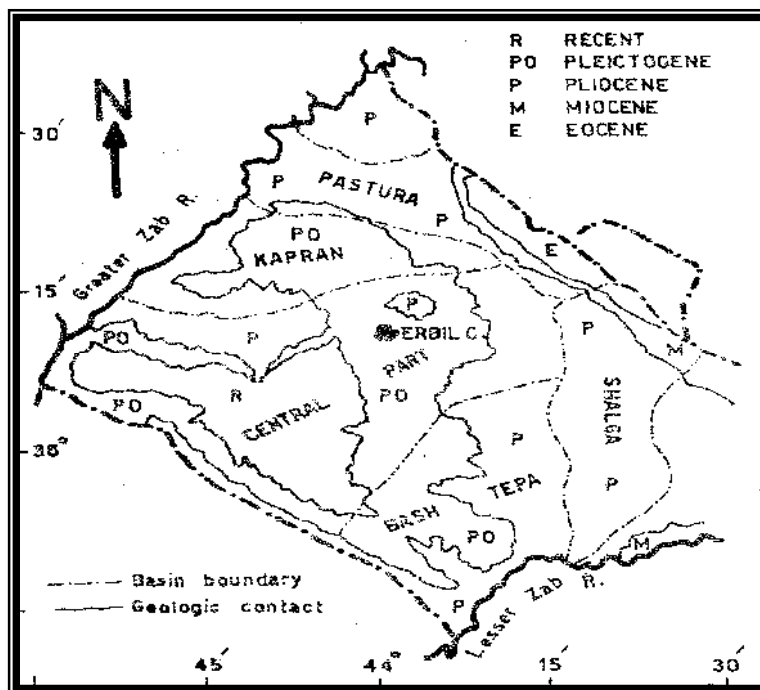 R RECENT
PO PLEICTOGENE
P PLIOCENE
M MIOCENE
E EOCENE
N
30'
P
PASTURA
P
P
Greater Zab R.
PO
KAPRAN
E
15'
P
P
PO
P
ERBIL C.
M
PART
R
PO
SHALGA
PO
CENTRAL
36°
P
TEPA
P
BASH
PO
M
Basin boundary
Geologic contact
P
Lesser Zab R.
45'
44°
15'
30'